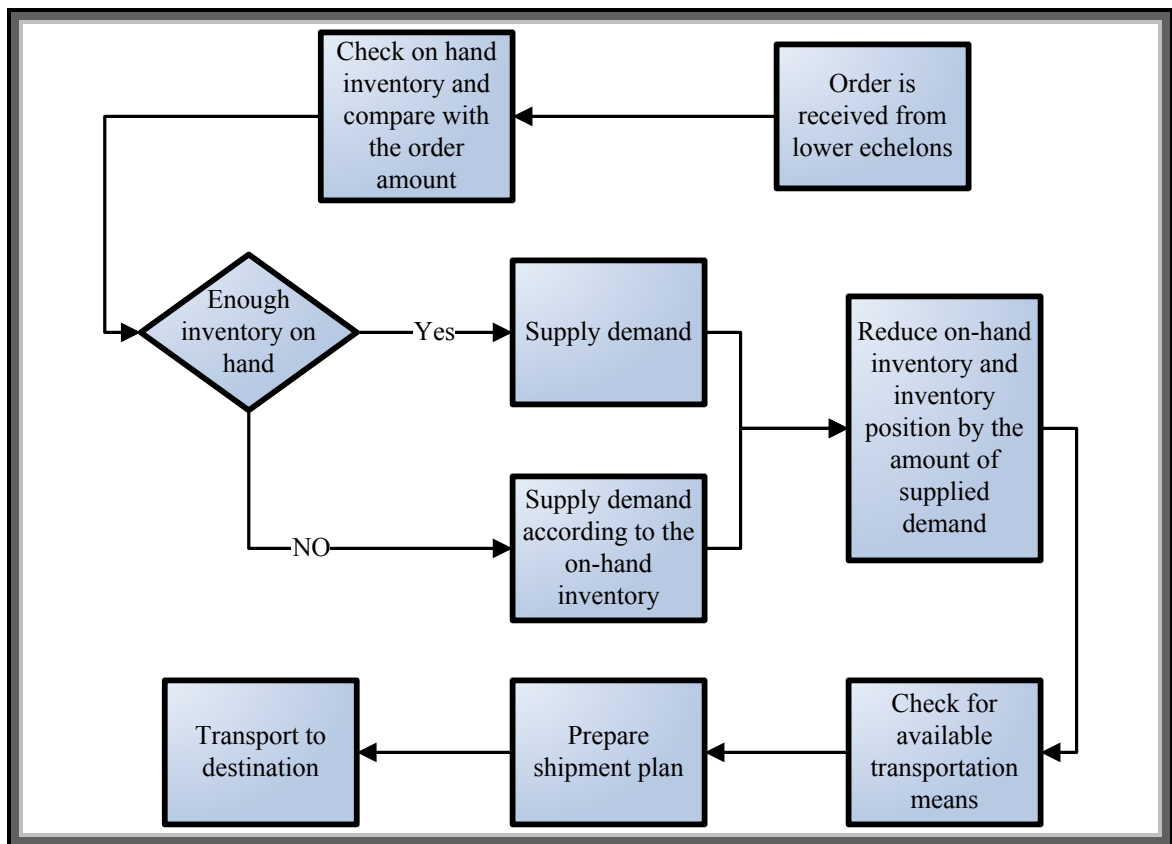 Order is
received from
lower echelons
Check on hand
inventory and
compare with
the order
amount
Enough
inventory on
hand
Yes
Supply demand
NO
Supply demand
according to the
on-hand
inventory
Reduce on-hand
inventory and
inventory
position by the
amount of
supplied
demand
Check for
available
transportation
means
Prepare
shipment plan
Transport to
destination